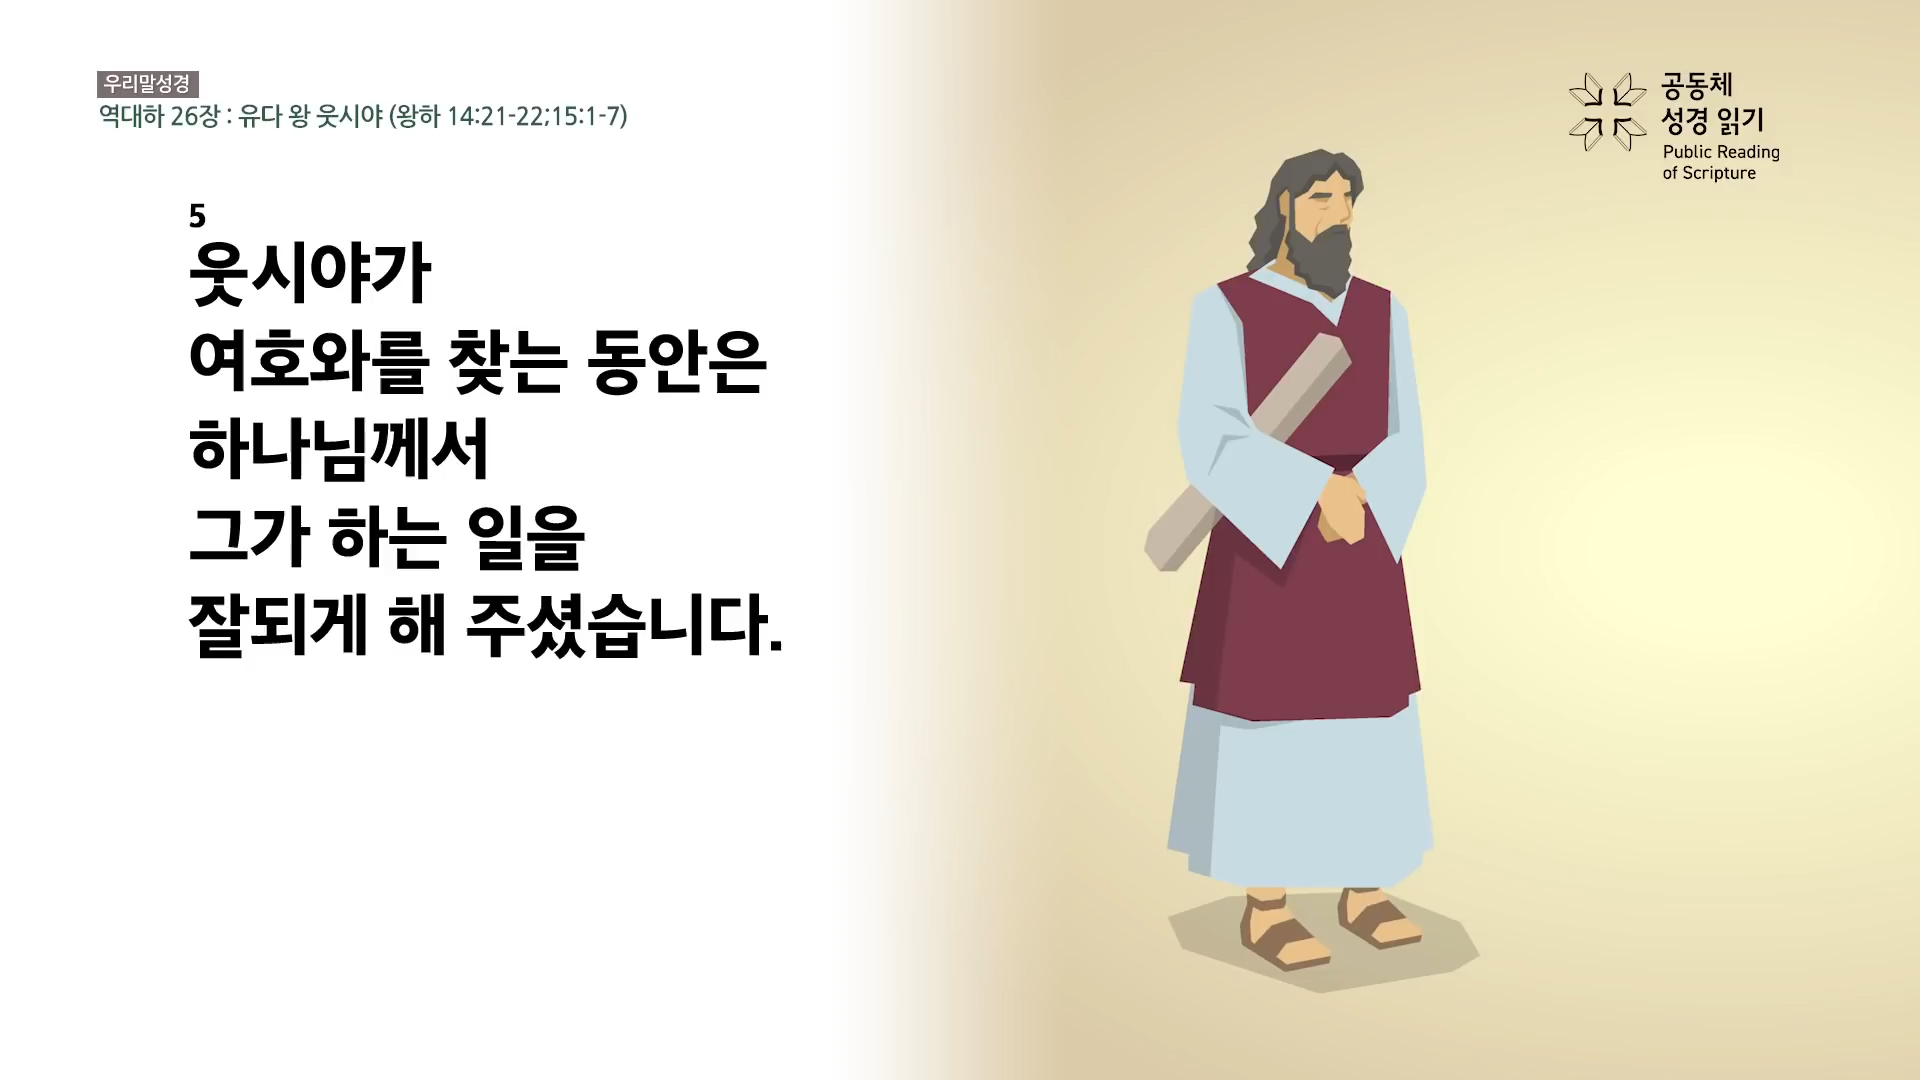 우리말성경
역대하 26장 : 유다 왕 웃시야 (왕하 14:21-22;15:1-7)
5
웃시야가
여호와를 찾는 동안은
하나님께서
그가 하는 일을
잘되게 해 주셨습니다.
공동체
성경 읽기
Public Reading
of Scripture